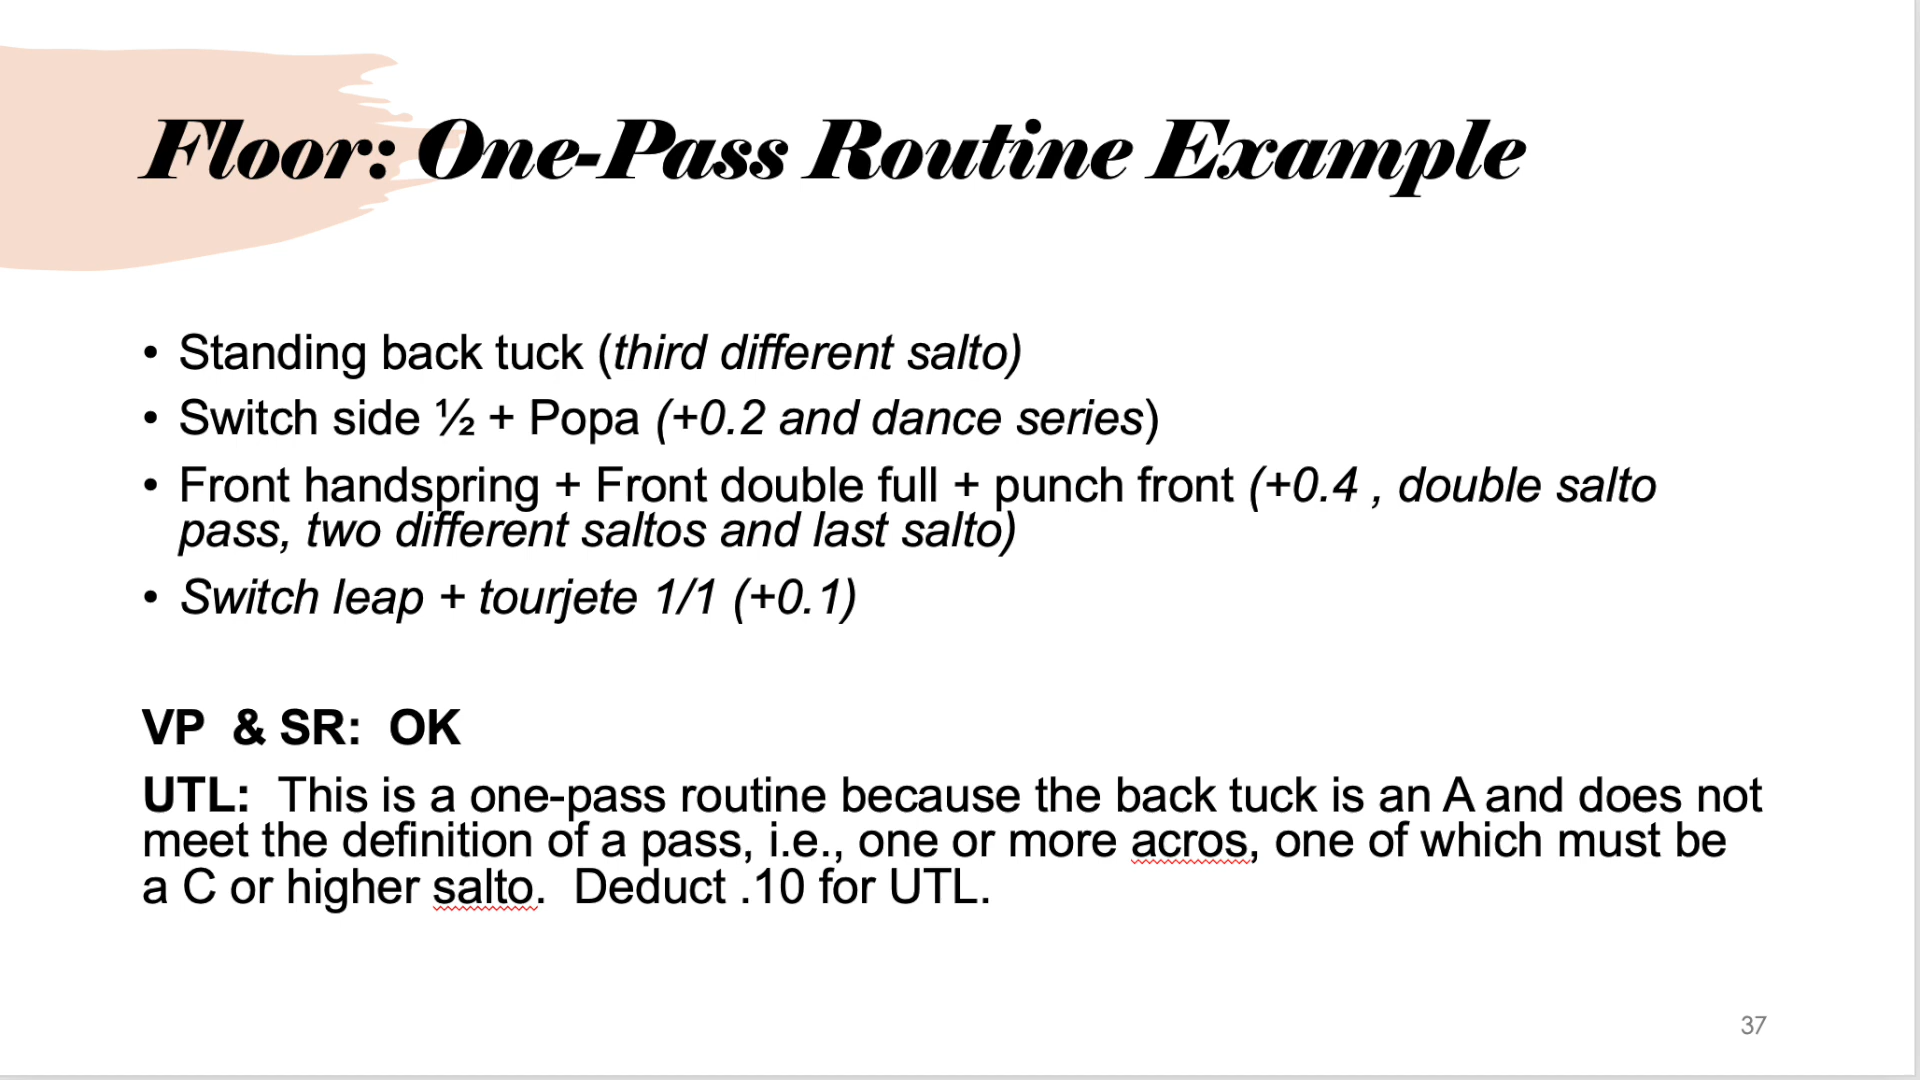 Floor: One-Pass Routine Example
• Standing back tuck (third different salto)
• Switch side ½ + Popa (+0.2 and dance series)
• Front handspring + Front double full + punch front (+0.4 , double salto
pass, two different saltos and last salto)
• Switch leap + tourjete 1/1 (+0.1)
VP & SR: OK
UTL: This is a one-pass routine because the back tuck is an A and does not
meet the definition of a pass, i.e., one or more acros, one of which must be
a C or higher salto. Deduct .10 for UTL.
37